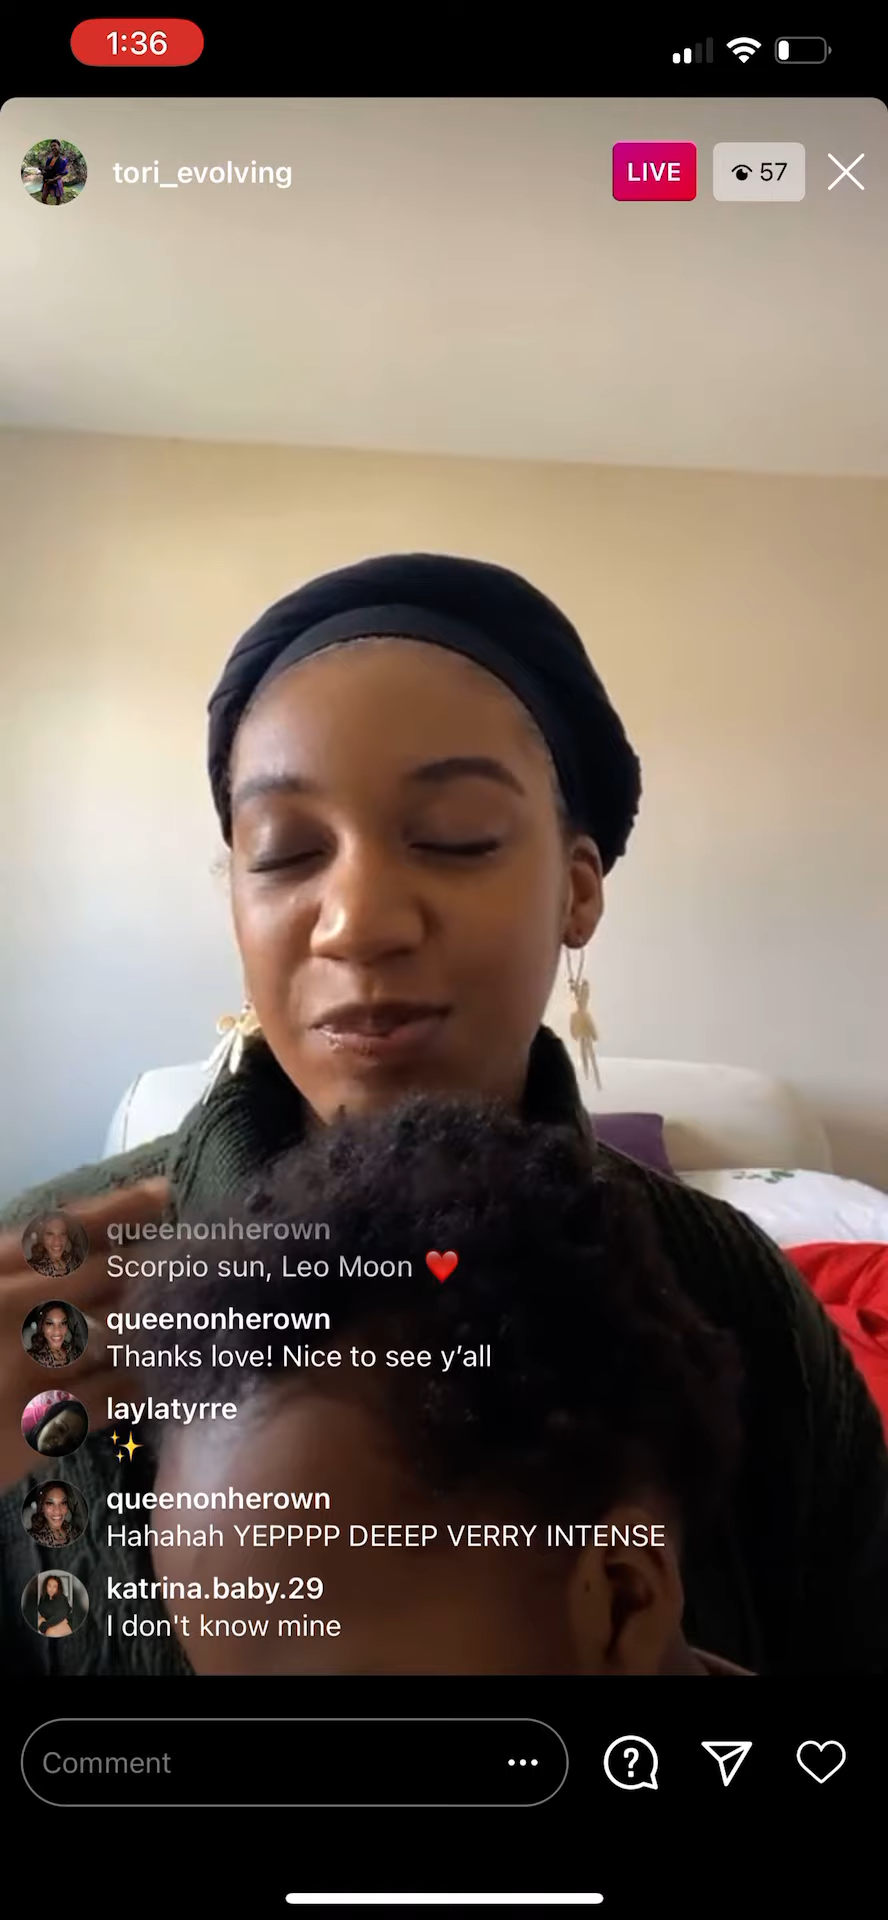 1:36
tori_evolving
LIVE
57
queenonherown
Scorpio sun, Leo Moon ❤️
queenonherown
Thanks love! Nice to see y’all
laylatyrre
✨
queenonherown
Hahahah YEPPPP DEEEP VERRY INTENSE
katrina.baby.29
I don't know mine
Comment